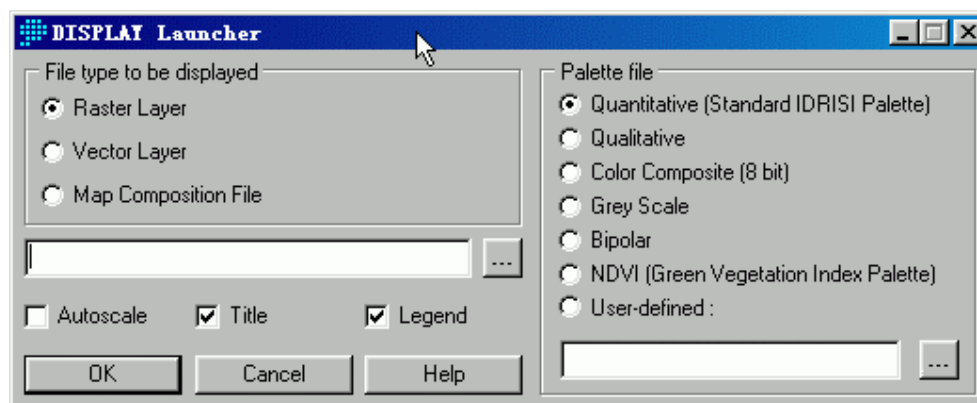 DISPLAY Launcher
File type to be displayed
Raster Layer
Vector Layer
Map Composition File
...
Autoscale
Title
Legend
OK
Cancel
Help
Palette file
Quantitative (Standard IDRISI Palette)
Qualitative
Color Composite (8 bit)
Grey Scale
Bipolar
NDVI (Green Vegetation Index Palette)
User-defined :
...